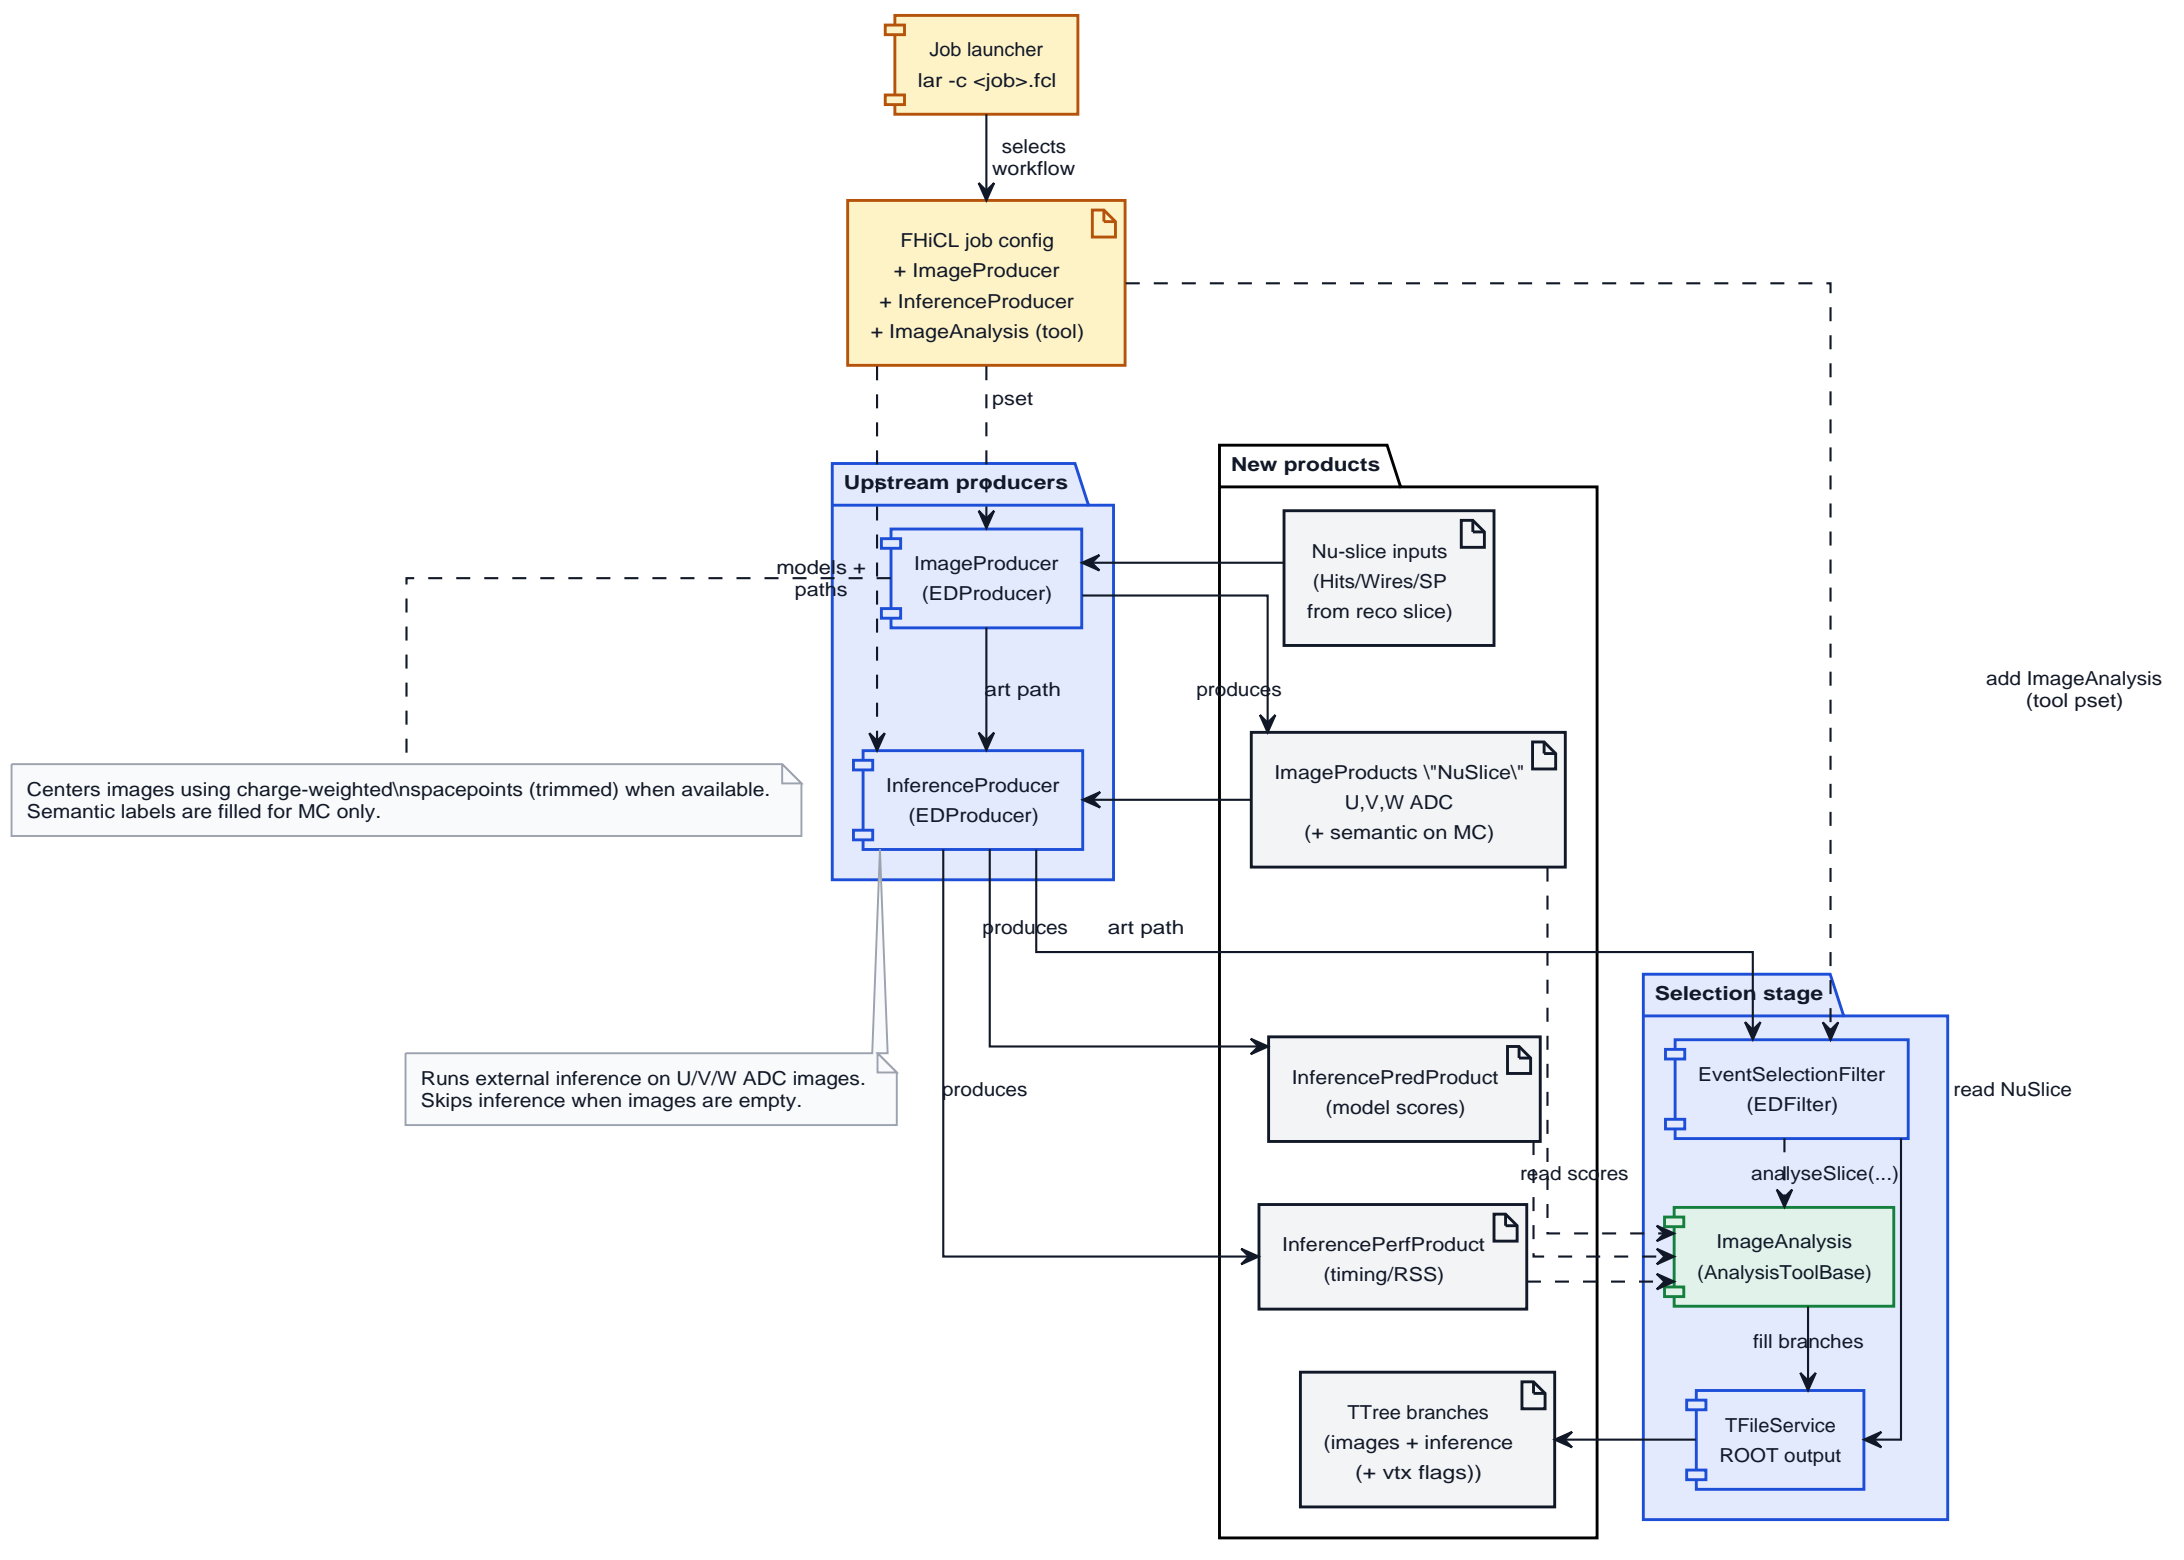 Job launcher
lar -c <job>.fcl
selects
workflow
FHiCL job config
+ ImageProducer
+ InferenceProducer
+ ImageAnalysis (tool)
pset
Upstream producers
New products
ImageProducer
(EDProducer)
Nu-slice inputs
(Hits/Wires/SP
from reco slice)
models +
paths
art path
produces
add ImageAnalysis
(tool pset)
Centers images using charge-weighted\nspacepoints (trimmed) when available.
Semantic labels are filled for MC only.
InferenceProducer
(EDProducer)
ImageProducts \"NuSlice\"
U,V,W ADC
(+ semantic on MC)
produces
art path
Selection stage
Runs external inference on U/V/W ADC images.
Skips inference when images are empty.
produces
InferencePredProduct
(model scores)
EventSelectionFilter
(EDFilter)
read NuSlice
read scores
analyseSlice(...)
InferencePerfProduct
(timing/RSS)
ImageAnalysis
(AnalysisToolBase)
fill branches
TTree branches
(images + inference
(+ vtx flags))
TFileService
ROOT output